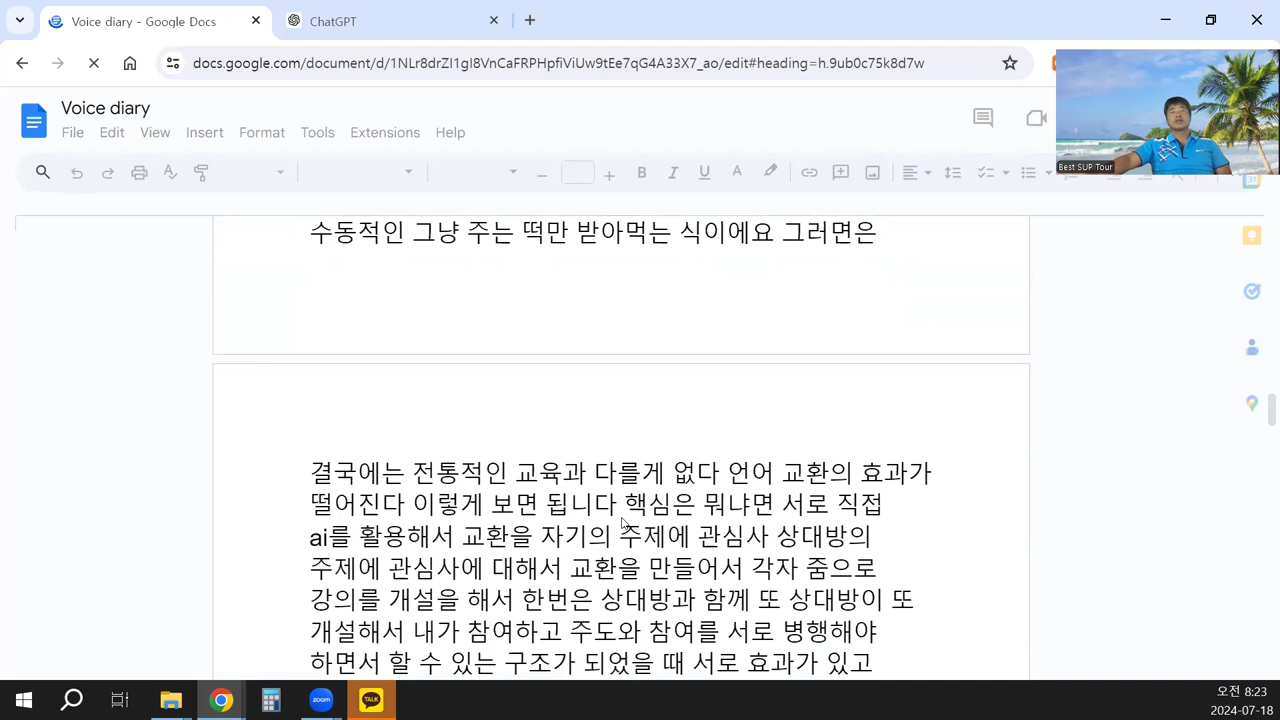 Voice diary - Google Docs
ChatGPT
docs.google.com/document/d/1NLr8drZI1gI8VnCaFRPHpfiViUw9tEe7qG4A33X7_ao/edit#heading=h.9ub0c75k8d7w
Voice diary
File Edit View Insert Format Tools Extensions Help
Best SUP Tour
수동적인 그냥 주는 떡만 받아먹는 식이에요 그러면은
결국에는 전통적인 교육과 다를게 없다 언어 교환의 효과가
떨어진다 이렇게 보면 됩니다 핵심은 뭐냐면 서로 직접
ai를 활용해서 교환을 자기의 주제에 관심사 상대방의
주제에 관심사에 대해서 교환을 만들어서 각자 줌으로
강의를 개설을 해서 한번은 상대방과 함께 또 상대방이 또
개설해서 내가 참여하고 주도와 참여를 서로 병행해야
하면서 할 수 있는 구조가 되었을 때 서로 효과가 있고
zoom
TALK
오전 8:23
2024-07-18